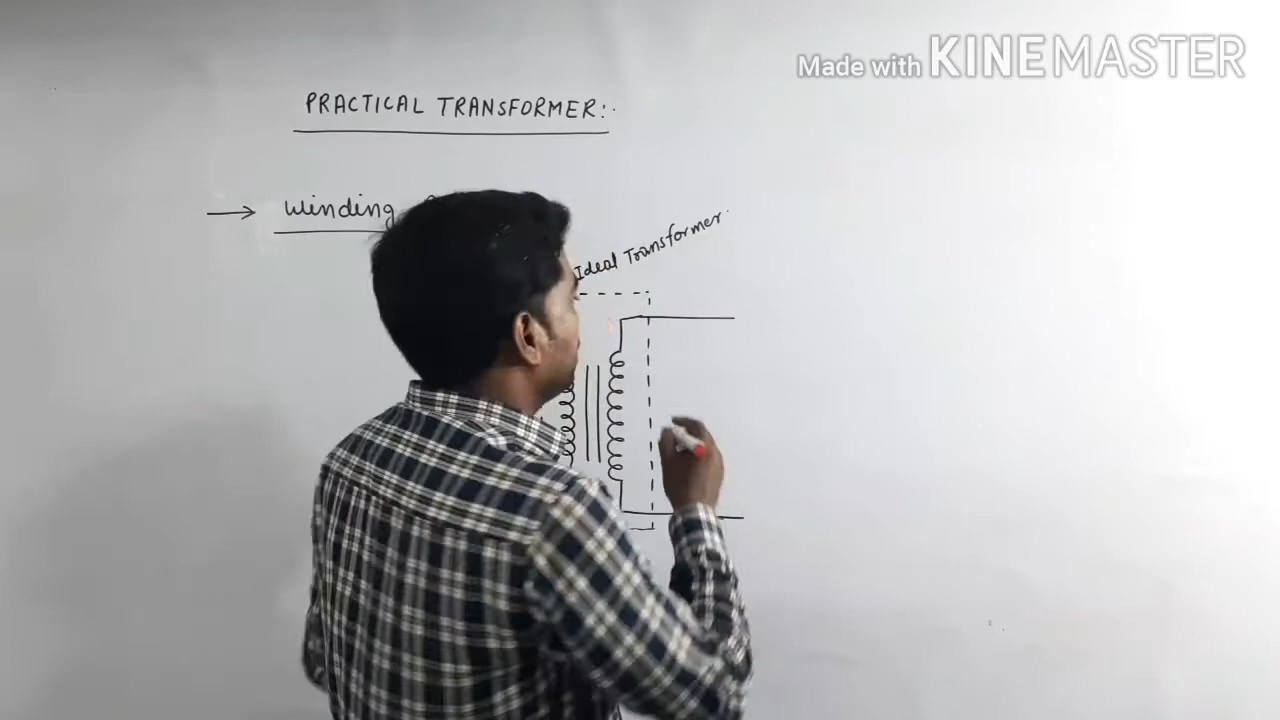 Made with KINEMASTER
PRACTICAL TRANSFORMER:.
→ Winding
Ideal Transformer.